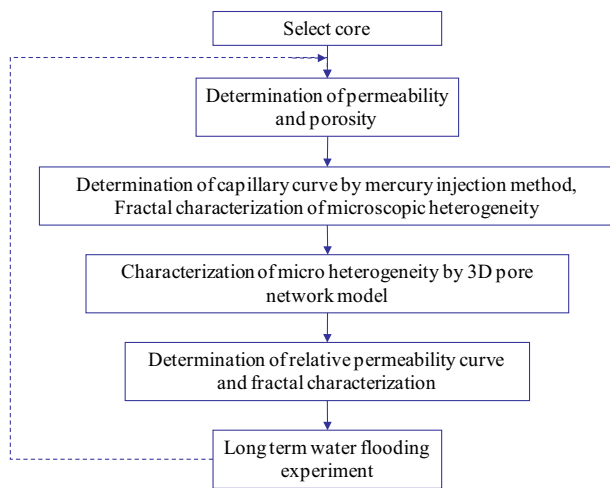 Select core
Determination of permeability
and porosity
Determination of capillary curve by mercury injection method,
Fractal characterization of microscopic heterogeneity
Characterization of micro heterogeneity by 3D pore
network model
Determination of relative permeability curve
and fractal characterization
Long term water flooding
experiment